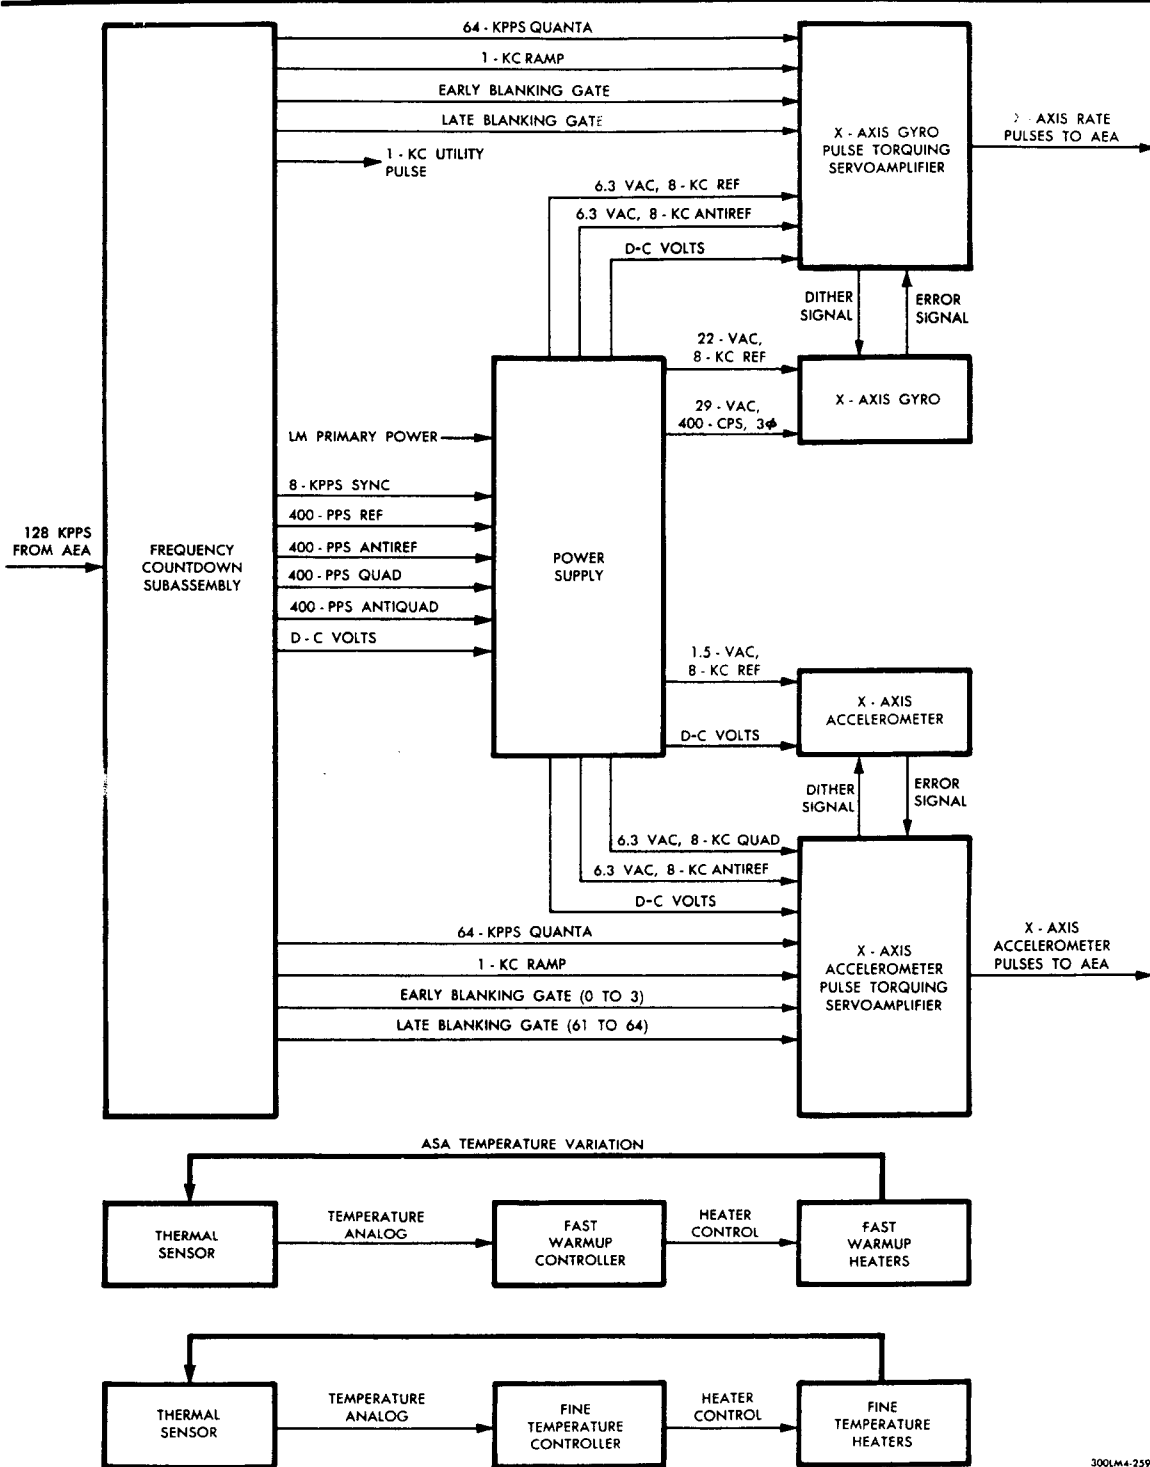 64 - KPPS QUANTA
1 - KC RAMP
EARLY BLANKING GATE
LATE BLANKING GATE
1 - KC UTILITY
PULSE
X - AXIS GYRO
PULSE TORQUING
SERVOAMPLIFIER
- AXIS RATE
PULSES TO AEA
6.3 VAC, 8 - KC REF
6.3 VAC, 8 - KC ANTIREF
D-C VOLTS
DITHER
SIGNAL
ERROR
SIGNAL
22 - VAC,
8 - KC REF
29 - VAC,
400 - CPS, 3ϕ
X - AXIS GYRO
LM PRIMARY POWER
8 - KPPS SYNC
400 - PPS REF
400 - PPS ANTIREF
400 - PPS QUAD
400 - PPS ANTIQUAD
D - C VOLTS
128 KPPS
FROM AEA
FREQUENCY
COUNTDOWN
SUBASSEMBLY
POWER
SUPPLY
1.5 - VAC,
8 - KC REF
D-C VOLTS
X - AXIS
ACCELEROMETER
DITHER
SIGNAL
ERROR
SIGNAL
6.3 VAC, 8 - KC QUAD
6.3 VAC, 8 - KC ANTIREF
D-C VOLTS
64 - KPPS QUANTA
1 - KC RAMP
EARLY BLANKING GATE (0 TO 3)
LATE BLANKING GATE (61 TO 64)
X - AXIS
ACCELEROMETER
PULSE TORQUING
SERVOAMPLIFIER
X - AXIS
ACCELEROMETER
PULSES TO AEA
ASA TEMPERATURE VARIATION
THERMAL
SENSOR
TEMPERATURE
ANALOG
FAST
WARMUP
CONTROLLER
HEATER
CONTROL
FAST
WARMUP
HEATERS
THERMAL
SENSOR
TEMPERATURE
ANALOG
FINE
TEMPERATURE
CONTROLLER
HEATER
CONTROL
FINE
TEMPERATURE
HEATERS
300LM4-259